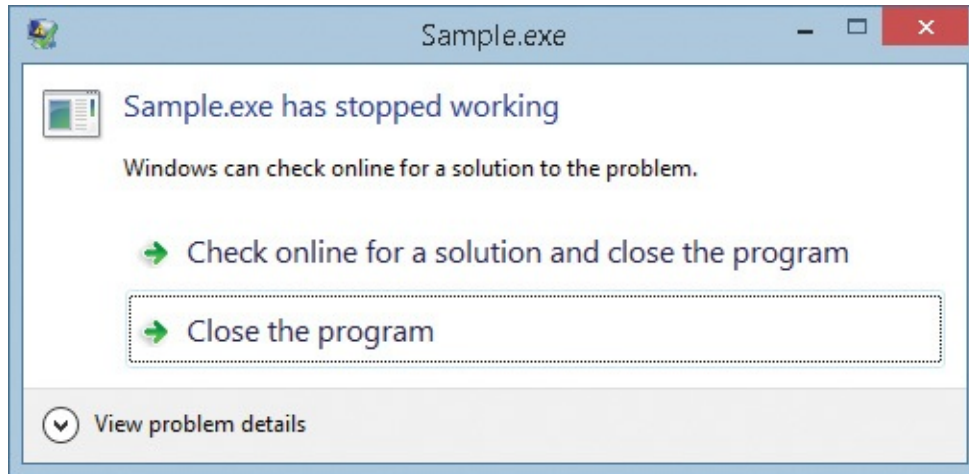 Sample.exe
Sample.exe has stopped working
Windows can check online for a solution to the problem.
Check online for a solution and close the program
Close the program
View problem details